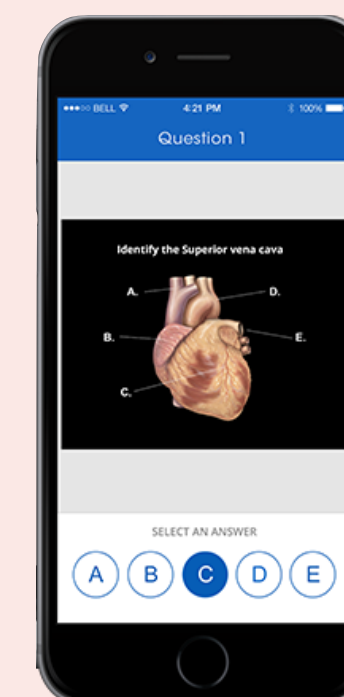 BELL 4:21 PM 100%
Question 1
Identify the Superior vena cava
A. D.
B. E.
C.
SELECT AN ANSWER
A B C D E